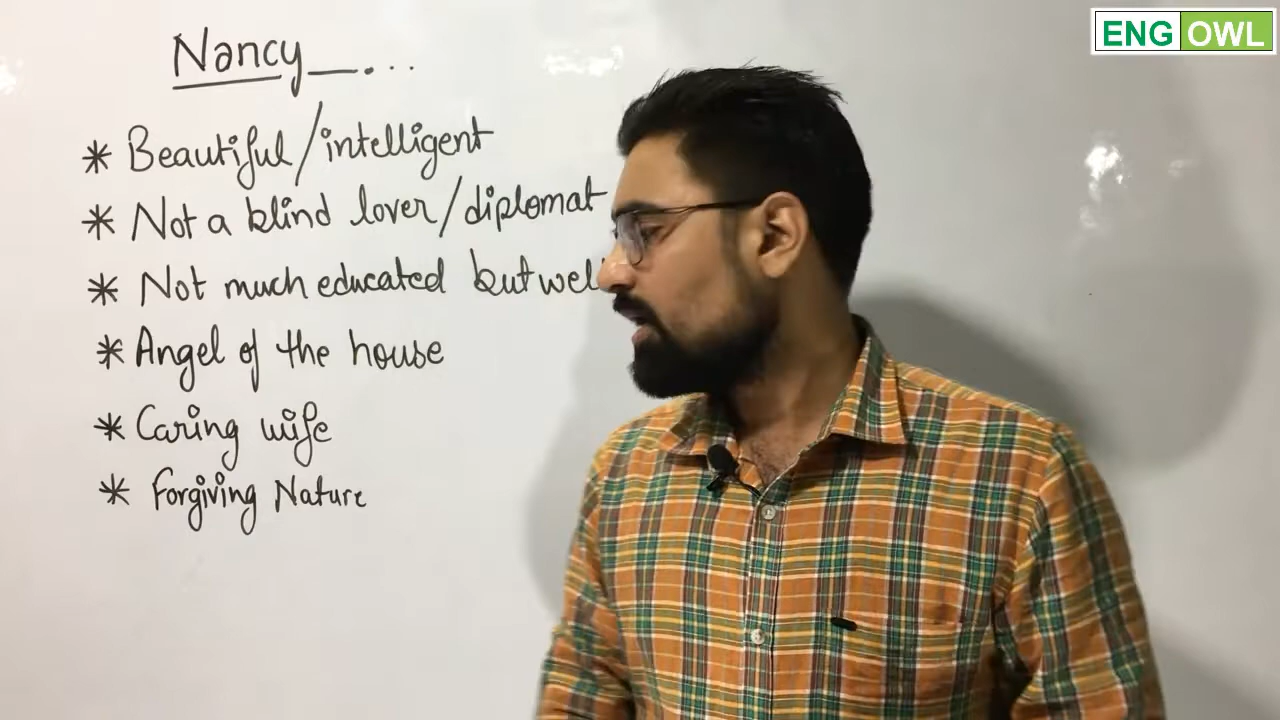 ENG OWL
Nancy_...
* Beautiful/intelligent
* Not a blind lover/diplomat
* Not much educated but well
* Angel of the house
* Caring wife
* Forgiving Nature